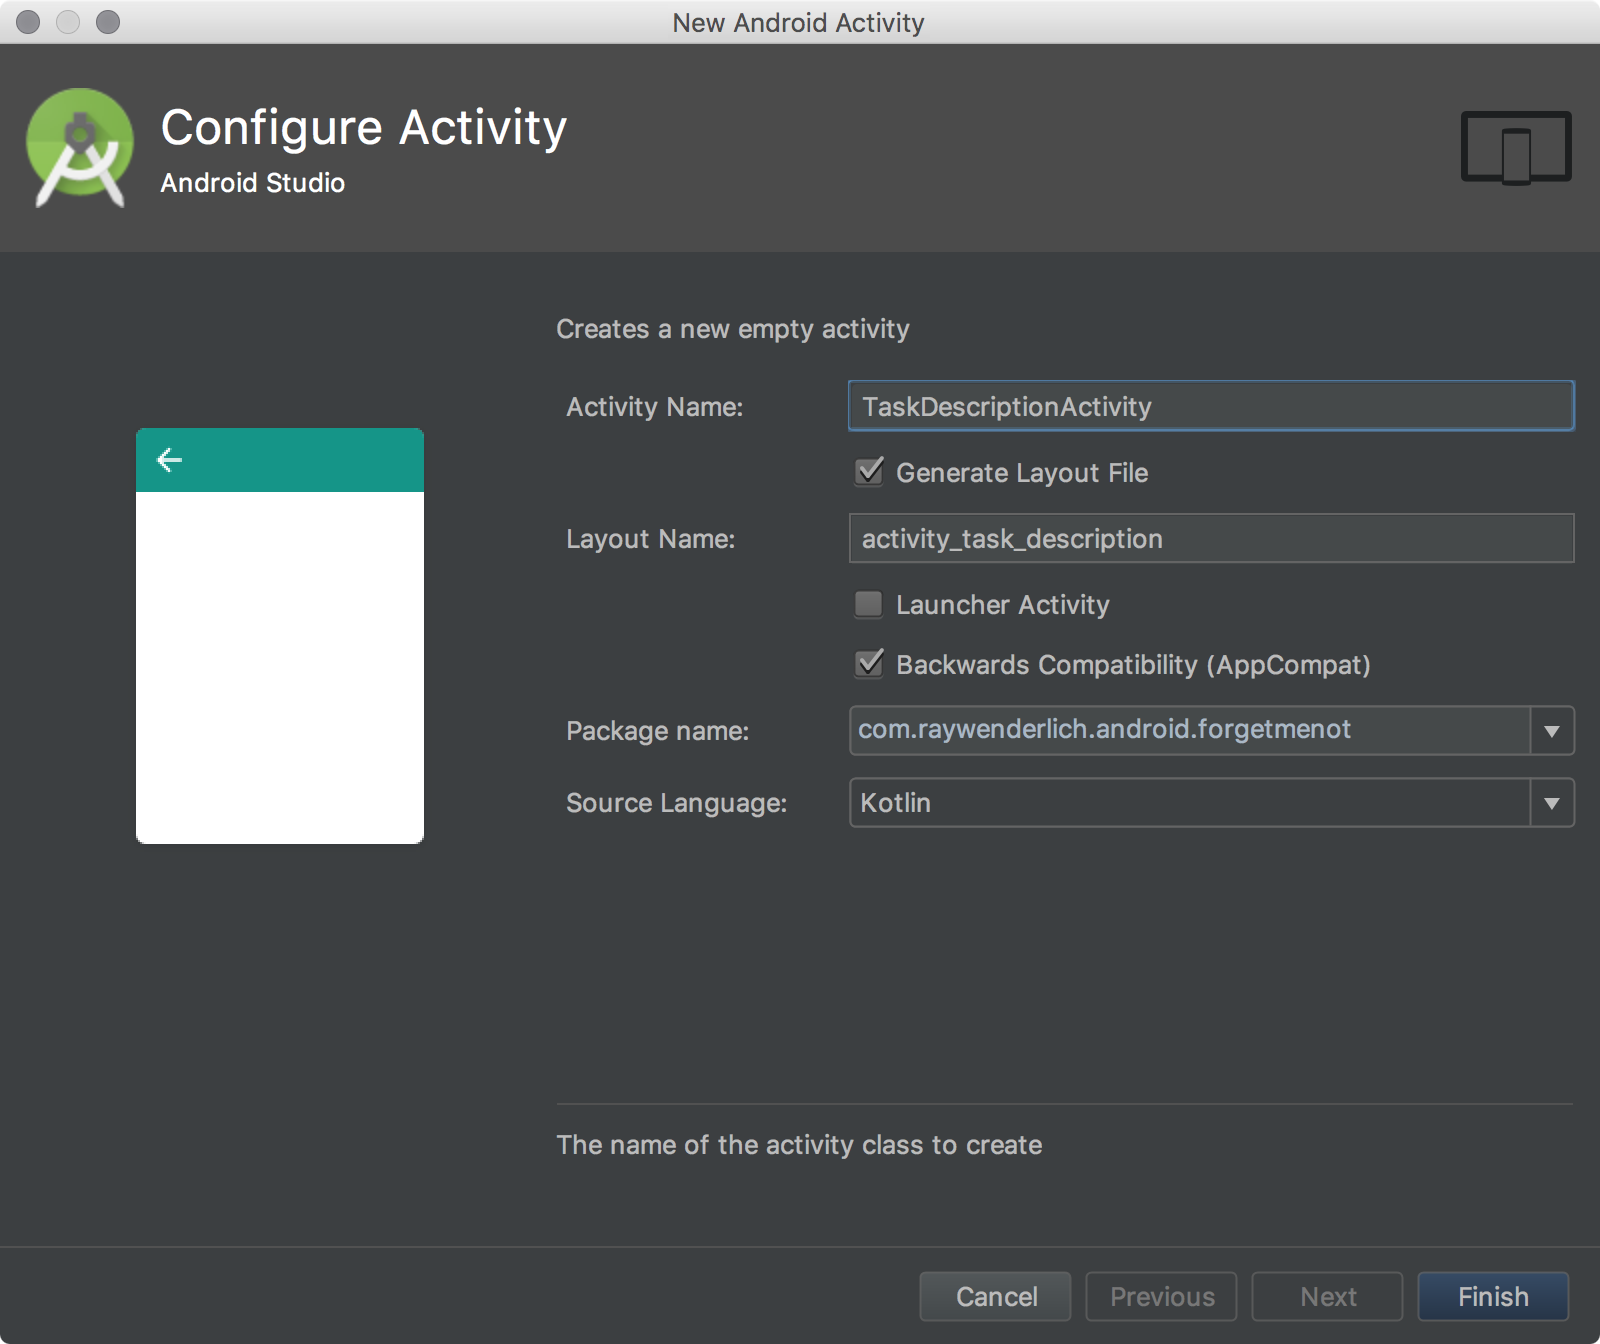 New Android Activity
Configure Activity
Android Studio
Creates a new empty activity
Activity Name: TaskDescriptionActivity
Generate Layout File
Layout Name: activity_task_description
Launcher Activity
Backwards Compatibility (AppCompat)
Package name: com.raywenderlich.android.forgetmenot
Source Language: Kotlin
The name of the activity class to create
Cancel Previous Next Finish